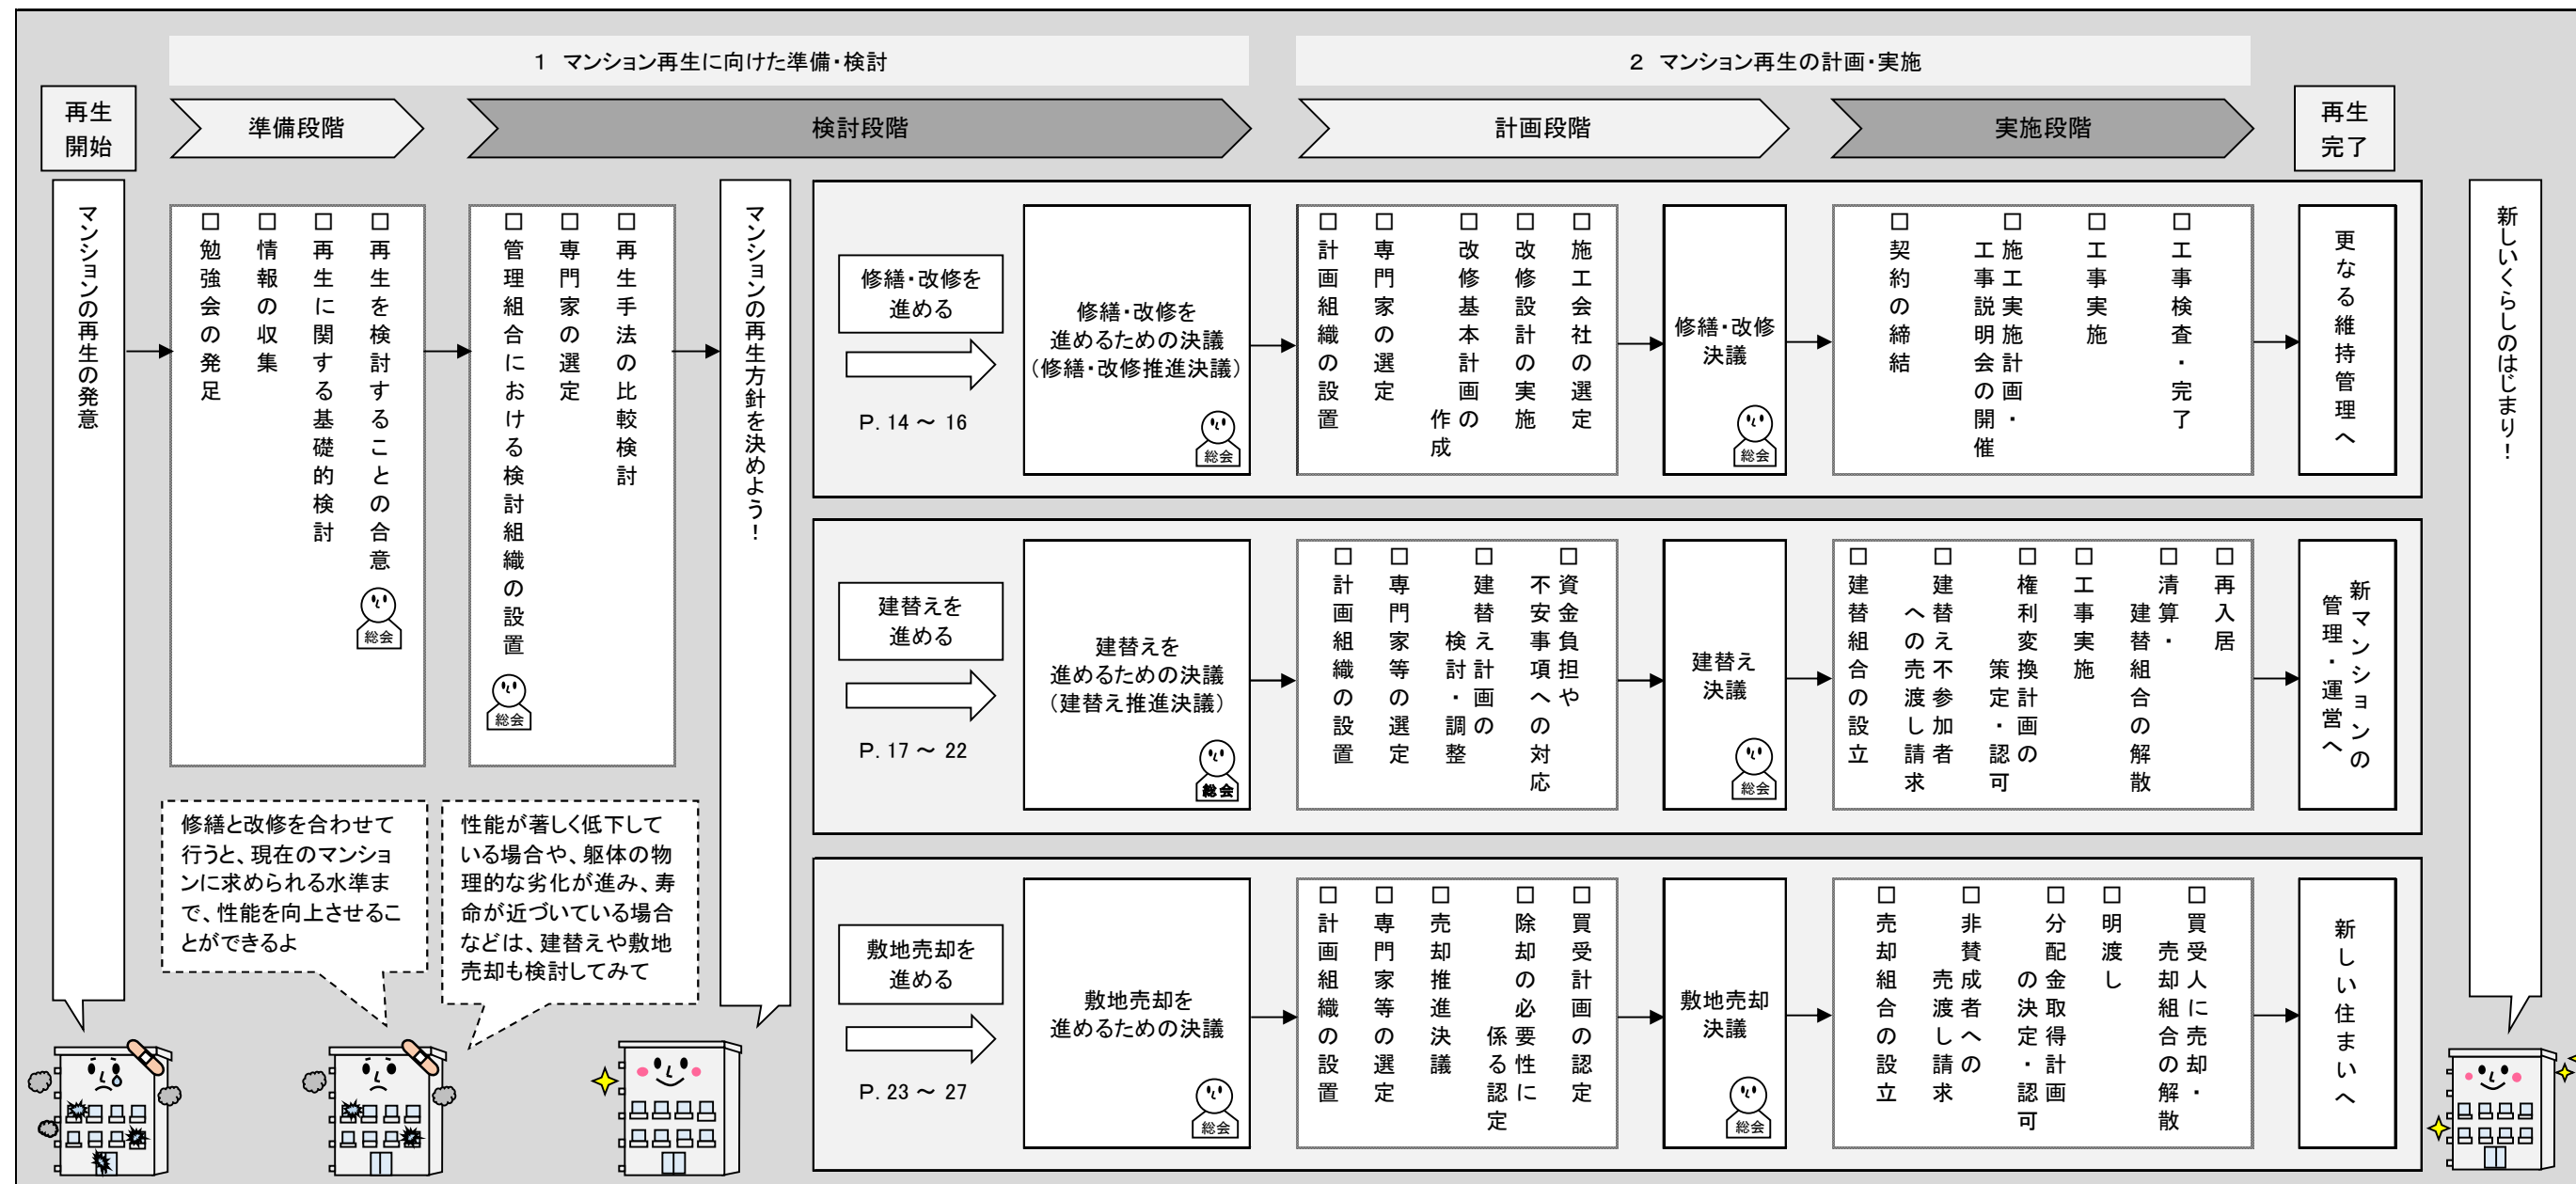 1 マンション再生に向けた準備・検討
2 マンション再生の計画・実施
再生
開始
準備段階
検討段階
計画段階
実施段階
再生
完了
マンションの再生の発意
□勉強会の発足
□情報の収集
□再生に関する基礎的検討
□再生を検討することの合意
総会
□管理組合における検討組織の設置
総会
□専門家の選定
□再生手法の比較検討
マンションの再生方針を決めよう!
修繕・改修を
進める
P.14～16
修繕・改修を
進めるための決議
(修繕・改修推進決議)
総会
□計画組織の設置
□専門家の選定
□改修基本計画の
作成
□改修設計の実施
□施工会社の選定
修繕・改修
決議
総会
□契約の締結
□施工実施計画・
工事説明会の開催
□工事実施
□工事検査・完了
更なる維持管理へ
建替えを
進める
P.17～22
建替えを
進めるための決議
(建替え推進決議)
総会
□計画組織の設置
□専門家等の選定
□建替え計画の
検討・調整
□資金負担や
不安事項への対応
建替え
決議
総会
□建替組合の設立
□建替え不参加者
への売渡し請求
□権利変換計画の
策定・認可
□工事実施
□清算・
建替組合の解散
□再入居
新マンションの
管理・運営へ
敷地売却を
進める
P.23～27
敷地売却を
進めるための決議
総会
□計画組織の設置
□専門家等の選定
□売却推進決議
□除却の必要性に
係る認定
□買受計画の認定
敷地売却
決議
総会
□売却組合の設立
□非賛成者への
売渡し請求
□分配金取得計画
の決定・認可
□明渡し
□買受人に売却・
売却組合の解散
新しい住まいへ
新しいくらしのはじまり!
修繕と改修を合わせて
行うと、現在のマンショ
ンに求められる水準ま
で、性能を向上させるこ
とができるよ
性能が著しく低下して
いる場合や、躯体の物
理的な劣化が進み、寿
命が近づいている場合
などは、建替えや敷地
売却も検討してみて